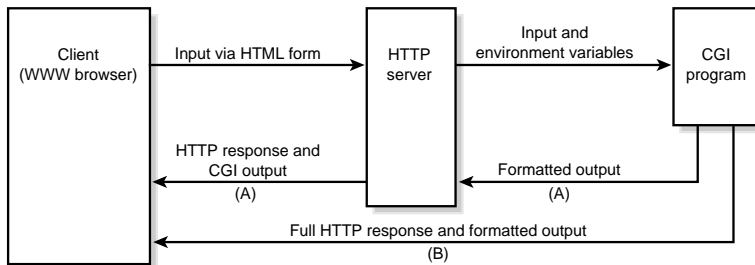 Client
(WWW browser)
Input via HTML form
HTTP
server
Input and
environment variables
CGI
program
HTTP response and
CGI output
(A)
Formatted output
(A)
Full HTTP response and formatted output
(B)